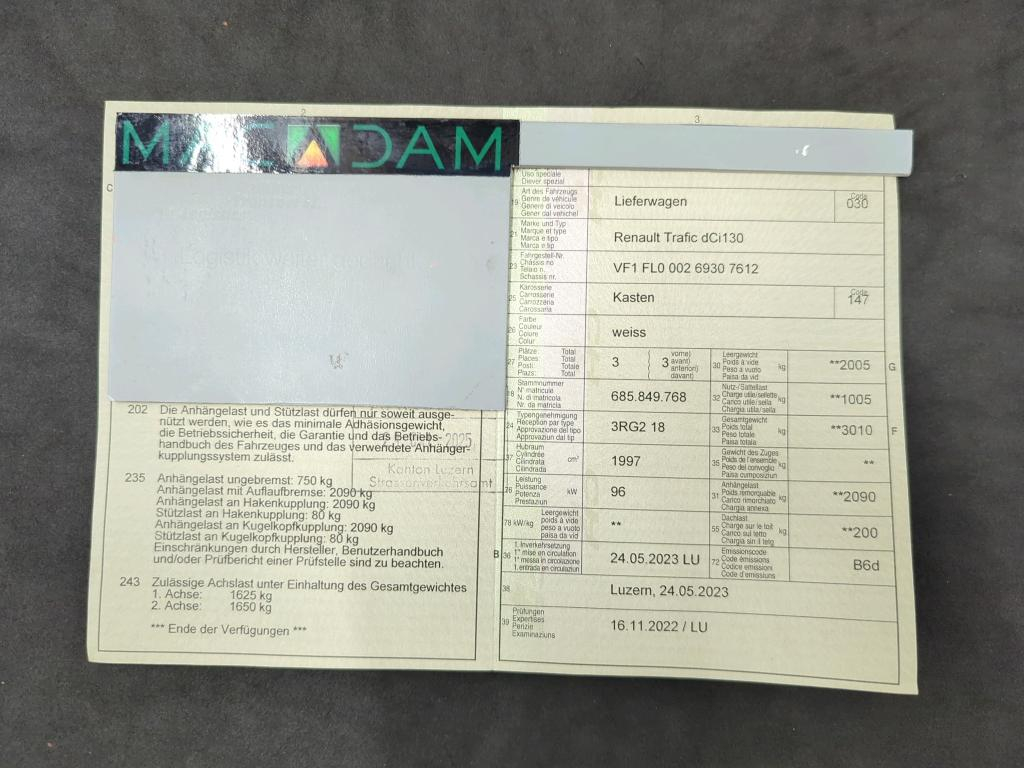 2
MACADAM
C
202 Die Anhängelast und Stützlast dürfen nur soweit ausge-
nützt werden, wie es das minimale Adhäsionsgewicht,
die Betriebssicherheit, die Garantie und das Betriebs-
handbuch des Fahrzeuges und das verwendete Anhänger-
kupplungssystem zulässt.
2025
Kanton Luzern
Strassenverkehrsamt
235 Anhängelast ungebremst: 750 kg
Anhängelast mit Auflaufbremse: 2090 kg
Anhängelast an Hakenkupplung: 2090 kg
Stützlast an Hakenkupplung: 80 kg
Anhängelast an Kugelkopfkupplung: 2090 kg
Stützlast an Kugelkopfkupplung: 80 kg
Einschränkungen durch Hersteller, Benutzerhandbuch
und/oder Prüfbericht einer Prüfstelle sind zu beachten.
243 Zulässige Achslast unter Einhaltung des Gesamtgewichtes
1. Achse: 1625 kg
2. Achse: 1650 kg
*** Ende der Verfügungen ***
3
Uso speciale
Diever spezial
19 Art des Fahrzeugs
Genre de véhicule
Genere di veicolo
Gener dal vehichel
Lieferwagen
Code
030
21 Marke und Typ
Marque et type
Marca e tipo
Marca e tip
Renault Trafic dCi130
23 Fahrgestell-Nr.
Châssis no
Telaio n.
Schassis nr.
VF1 FL0 002 6930 7612
25 Karosserie
Carrosserie
Carrozzeria
Carossaria
Kasten
Code
147
26 Farbe
Couleur
Colore
Colur
weiss
27 Plätze: Total
Places: Total
Posti: Totale
Plazs: Total
3 { 3 vorne)
avant)
anteriori)
davant)
30 Leergewicht
Poids à vide
Peso a vuoto
Paisa da vid
kg
**2005
G
18 Stammnummer
N° matricule
N. di matricola
Nr. da matricla
685.849.768
32 Nutz-/Sattellast
Charge utile/sellette
Carico utile/sella
Chargia util/sella
kg
**1005
24 Typengenehmigung
Réception par type
Approvazione del tipo
Approvaziun dal tip
3RG2 18
33 Gesamtgewicht
Poids total
Peso totale
Paisa totala
kg
**3010
F
37 Hubraum
Cylindrée
Cilindrata
Cilindrada
cm³
1997
35 Gewicht des Zuges
Poids de l'ensemble
Peso del convoglio
Paisa cumposiziun
kg
**
76 Leistung
Puissance
Potenza
Prestaziun
kW
96
31 Anhängelast
Poids remorquable
Carico rimorchiato
Chargia annexa
kg
**2090
78 kW/kg
Leergewicht
poids à vide
peso a vuoto
paisa da vid
**
55 Dachlast
Charge sur le toit
Carico sul tetto
Chargia sin il tetg
kg
**200
B 36 1. Inverkehrsetzung
1re mise en circulation
1a messa in circolazione
1. entrada en circulaziun
24.05.2023 LU
72 Emissionscode
Code émissions
Codice emissioni
Code d'emissiuns
B6d
38
Luzern, 24.05.2023
39 Prüfungen
Expertises
Perizie
Examinaziuns
16.11.2022 / LU